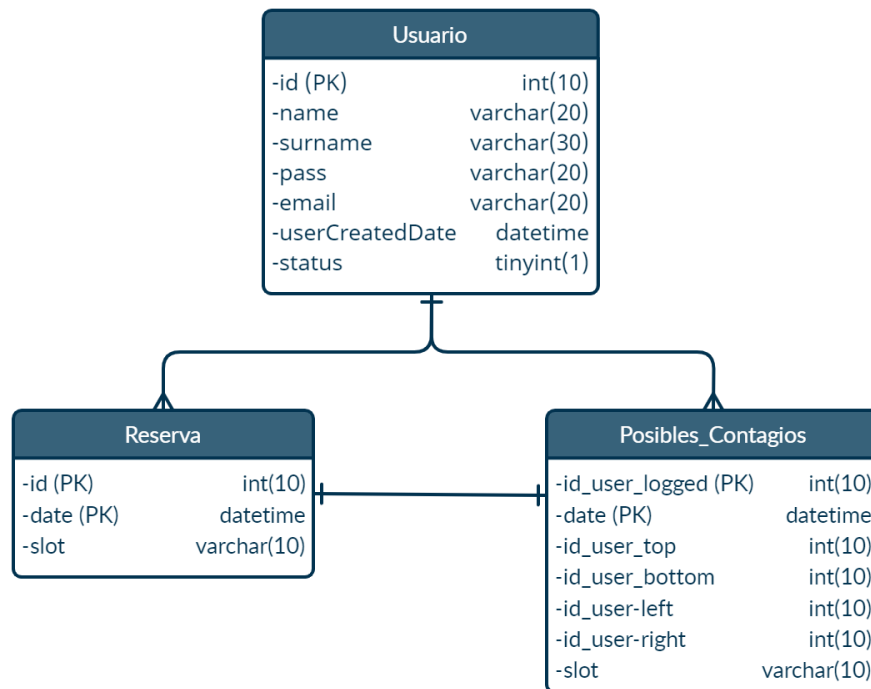 Usuario
-id (PK) int(10)
-name varchar(20)
-surname varchar(30)
-pass varchar(20)
-email varchar(20)
-userCreatedDate datetime
-status tinyint(1)
Reserva
-id (PK) int(10)
-date (PK) datetime
-slot varchar(10)
Posibles_Contagios
-id_user_logged (PK) int(10)
-date (PK) datetime
-id_user_top int(10)
-id_user_bottom int(10)
-id_user-left int(10)
-id_user-right int(10)
-slot varchar(10)